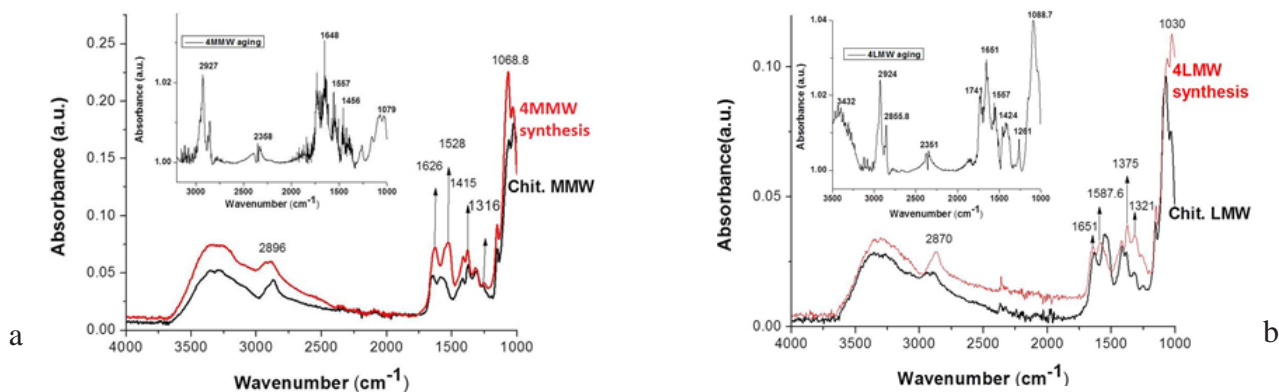 a
Absorbance (a.u.)
0.25
0.20
0.15
0.10
0.05
0.00
4000 3500 3000 2500 2000 1500 1000
Wavenumber (cm⁻¹)
2896
1626
1528
1415
1316
1068.8
4MMW
synthesis
Chit. MMW
Absorbance (a.u.)
1.02
1.00
3000 2500 2000 1500 1000
Wavenumber (cm⁻¹)
4MMW aging
2927
2358
1648
1557
1456
1079
b
Absorbance (a.u.)
0.10
0.05
0.00
4000 3500 3000 2500 2000 1500 1000
Wavenumber (cm⁻¹)
2870
1651
1587.6
1375
1321
1030
4LMW
synthesis
Chit. LMW
Absorbance (a.u.)
1.04
1.02
1.00
3500 3000 2500 2000 1500 1000
Wavenumber (cm⁻¹)
4LMW aging
3432
2924
2855.8
2351
1741
1651
1557
1424
1261
1088.7